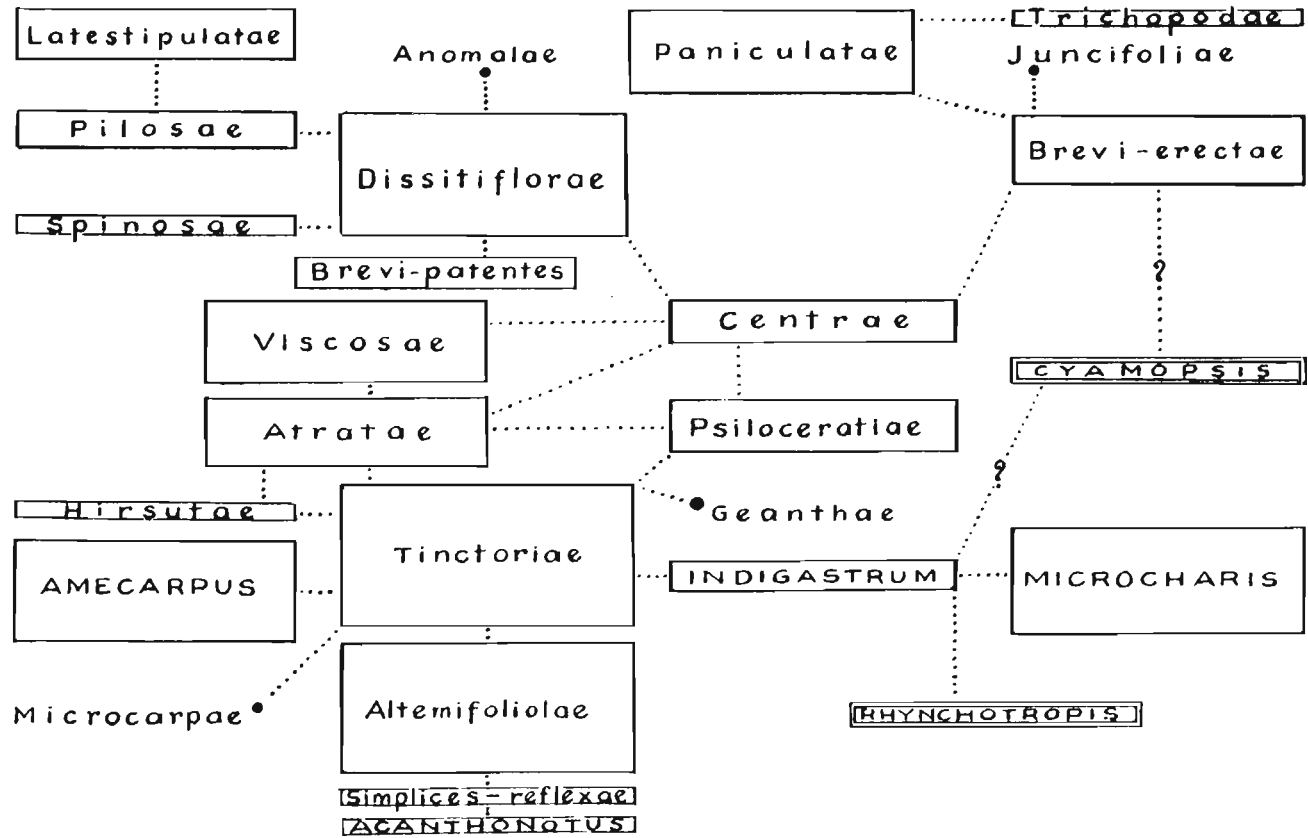 Latestipulatae
Anomalae
Paniculatae
Trichopodae
Juncifoliae
Pilosae
Dissitiflorae
Brevi-erectae
Spinosae
Brevi-patentes
?
Viscosae
Centrae
CYAMOPSIS
Atratae
Psiloceratiae
?
Hirsutae
Geanthae
Tinctoriae
AMECARPUS
INDIGASTRUM
MICROCHARIS
Microcarpae
Altemifoliolae
RHYNCHOTROPIS
Simplices-reflexae
ACANTHONOTUS